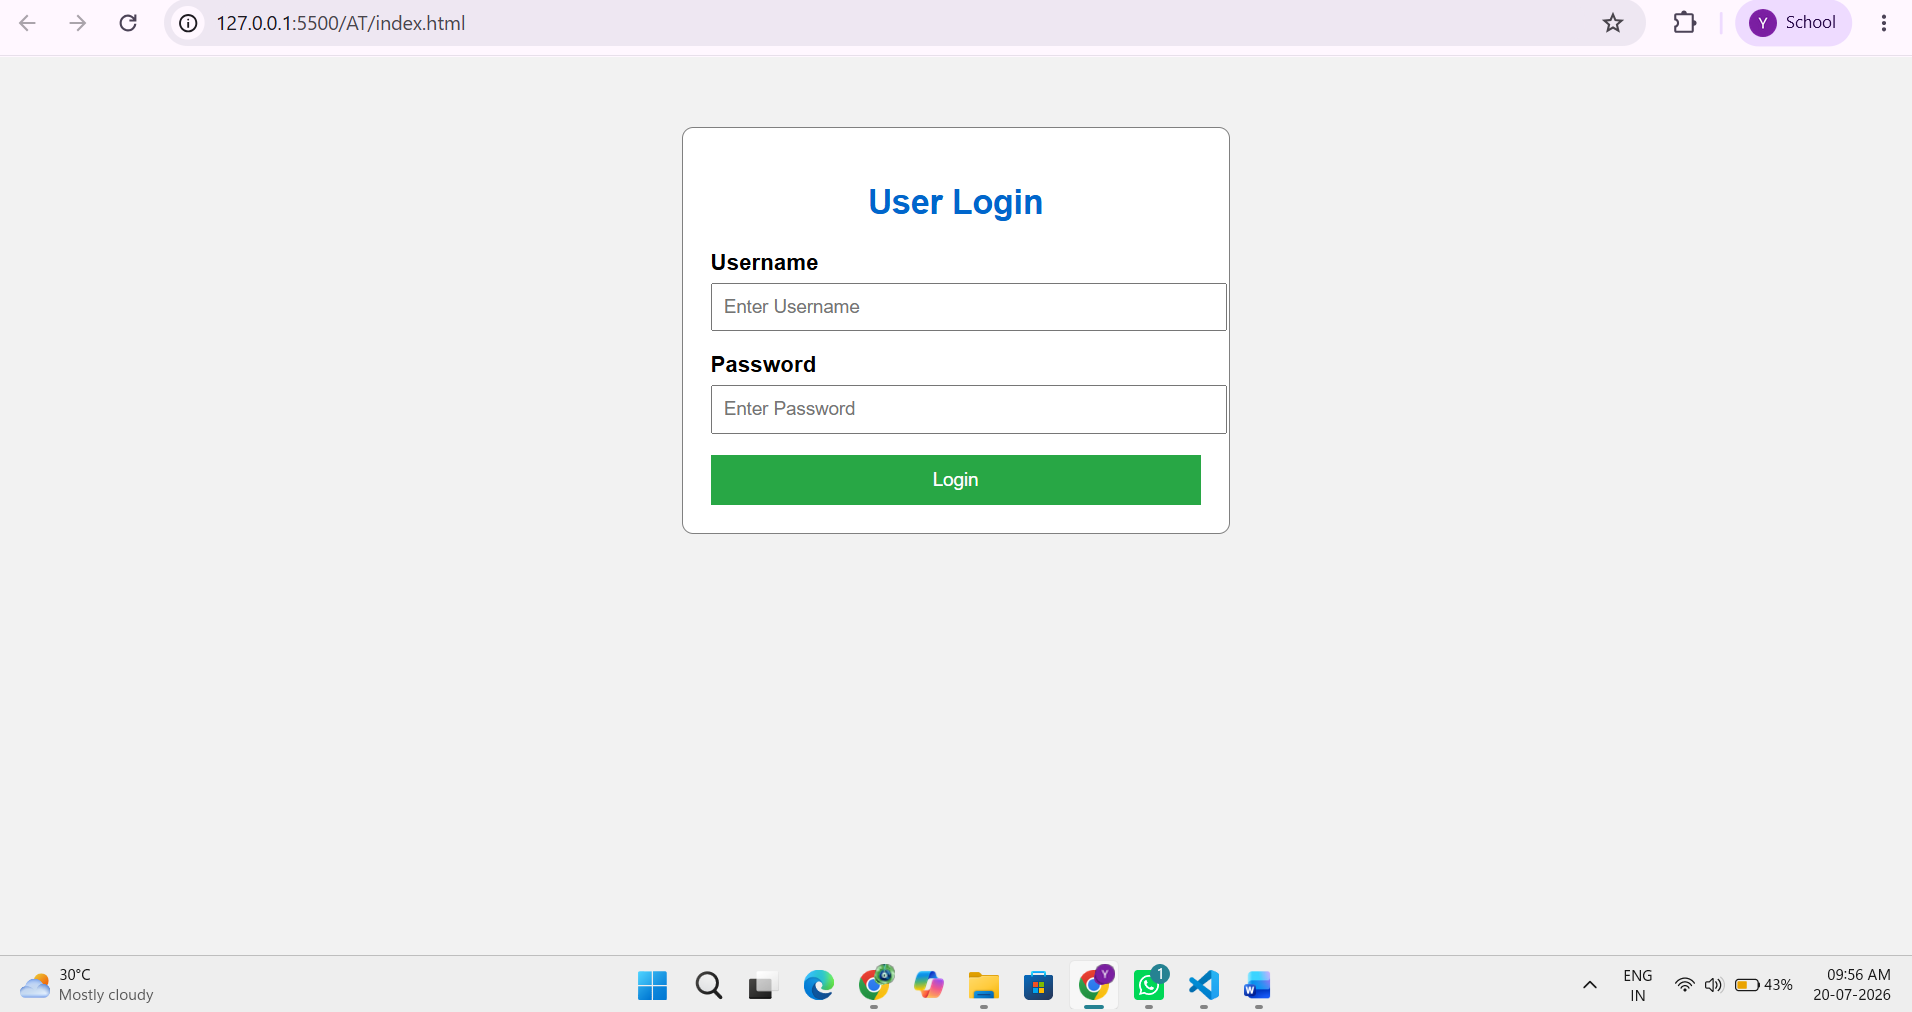 127.0.0.1:5500/AT/index.html
Y School
User Login
Username
Enter Username
Password
Enter Password
Login
30°C
Mostly cloudy
Y
1
W
ENG
IN
43%
09:56 AM
20-07-2026